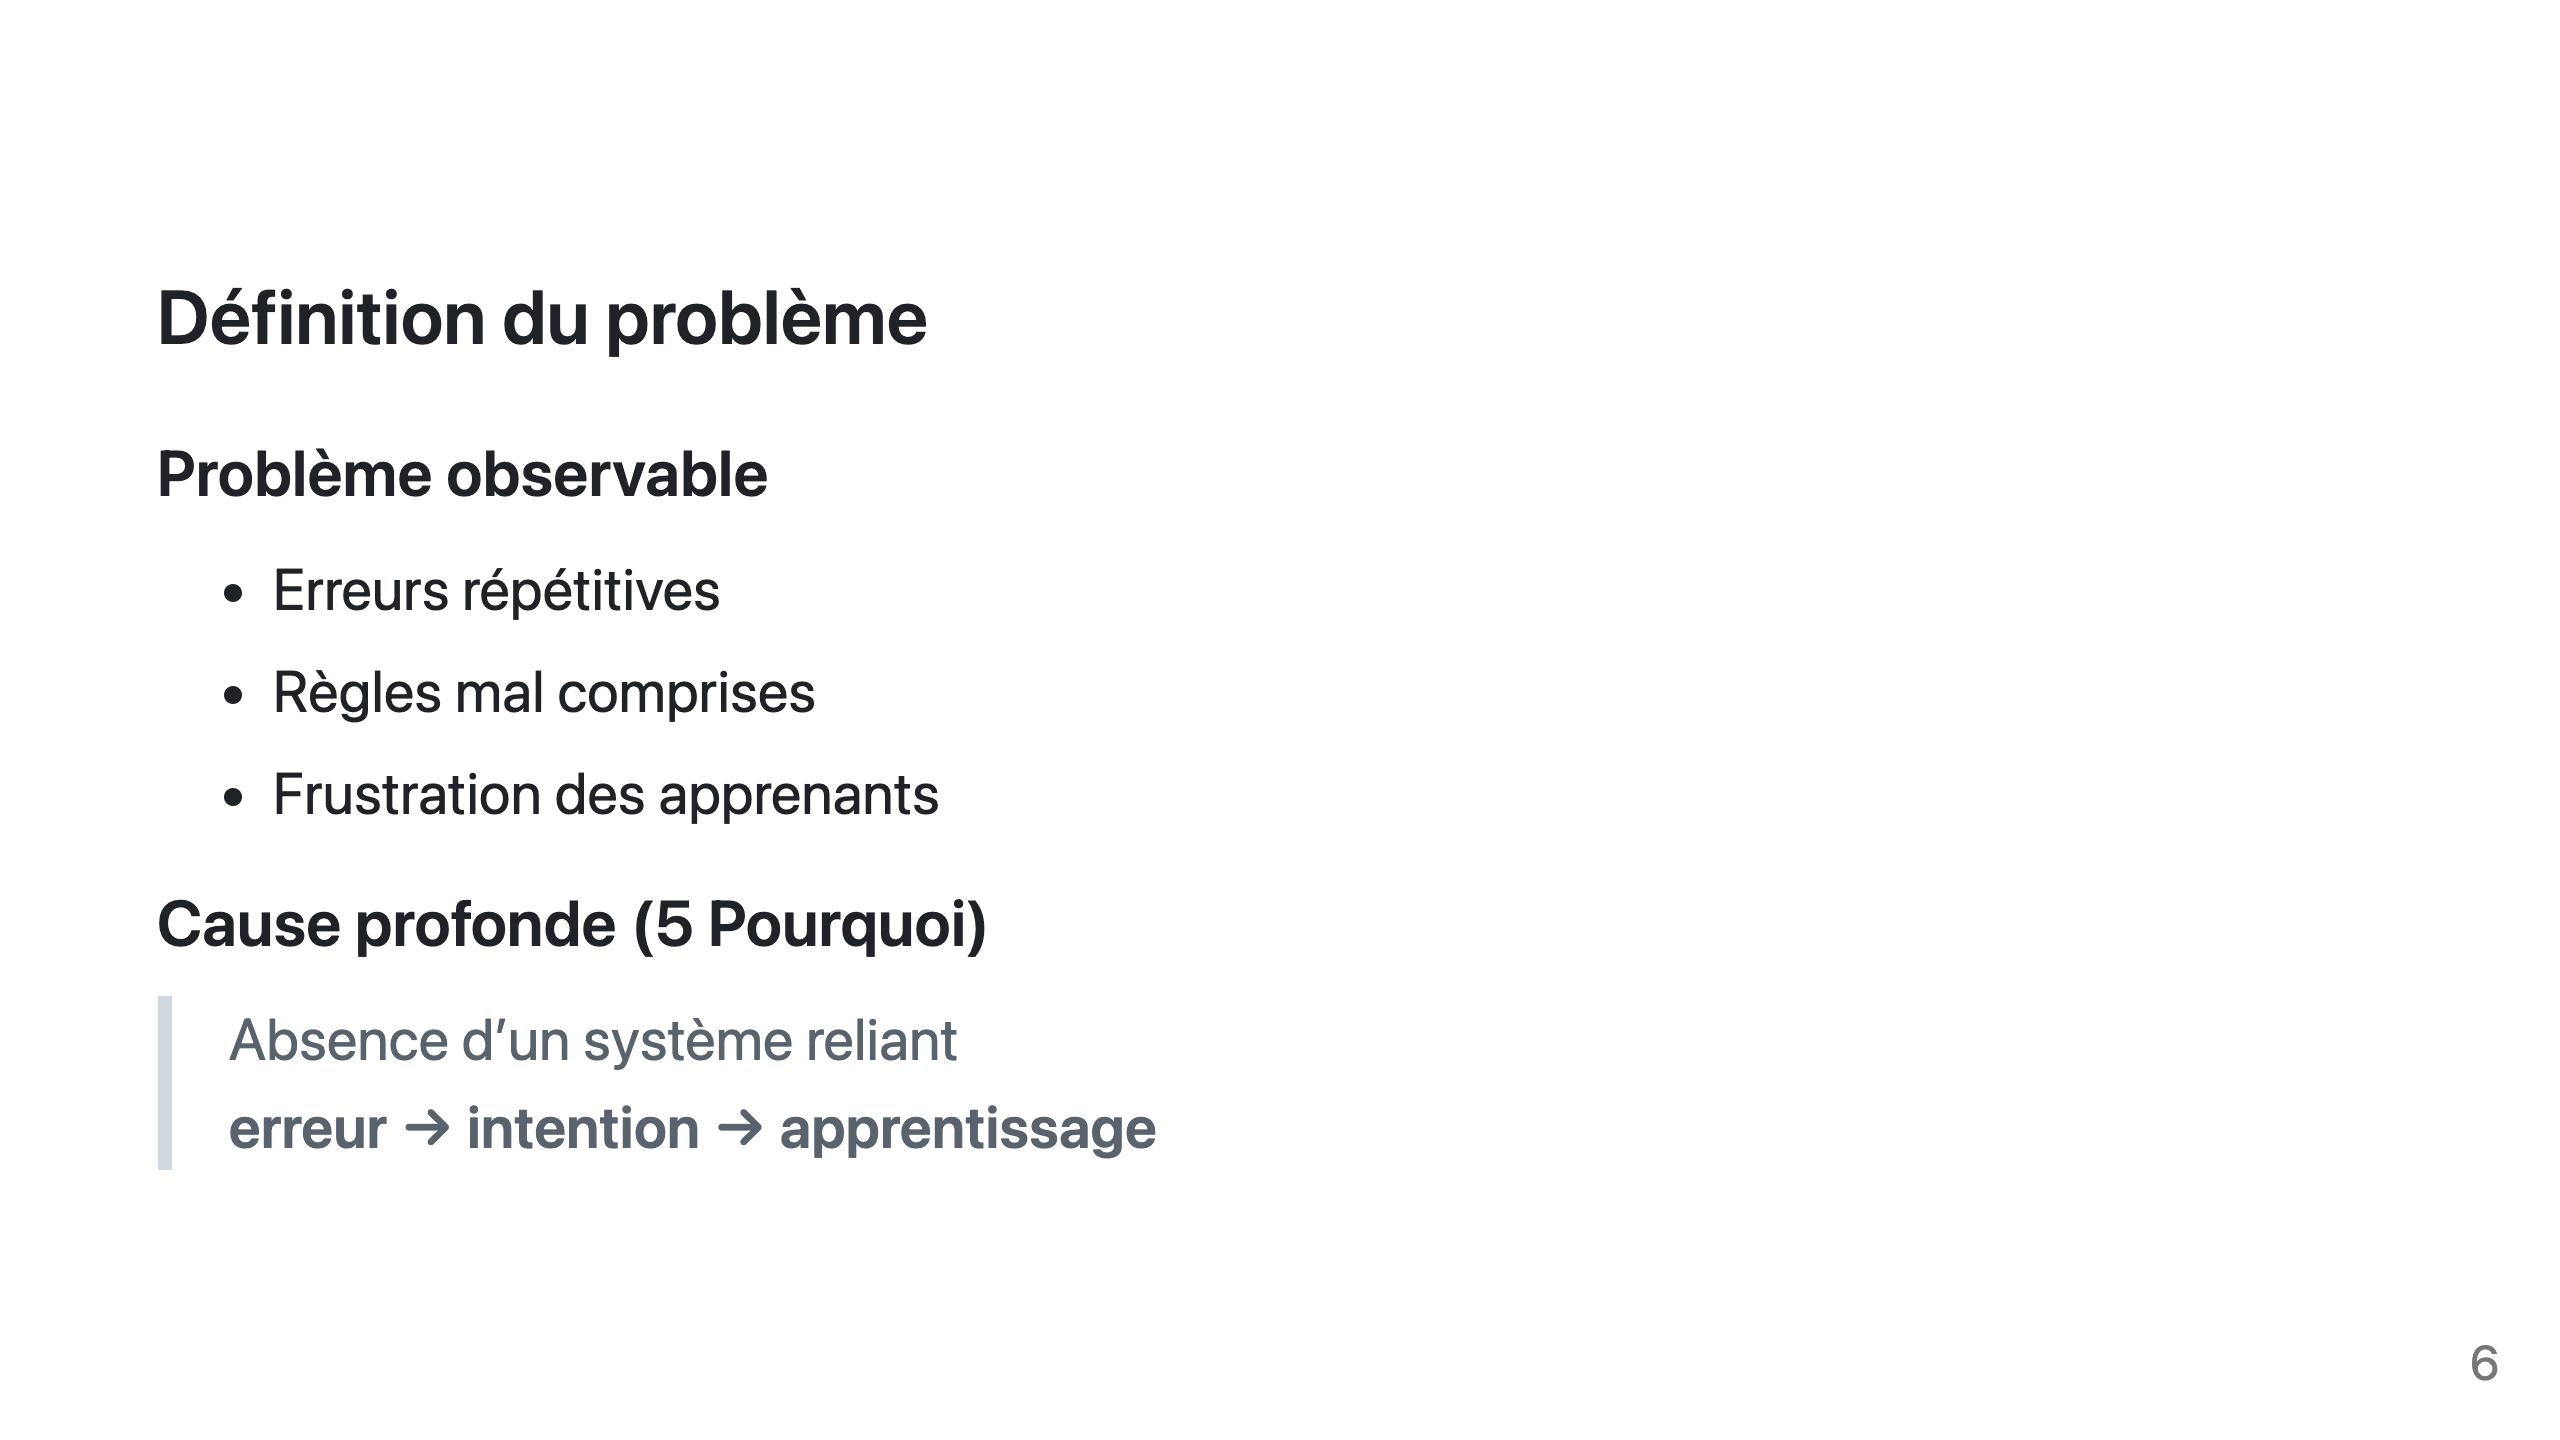 Définition du problème
Problème observable
• Erreurs répétitives
• Règles mal comprises
• Frustration des apprenants
Cause profonde (5 Pourquoi)
Absence d’un système reliant
erreur → intention → apprentissage
6